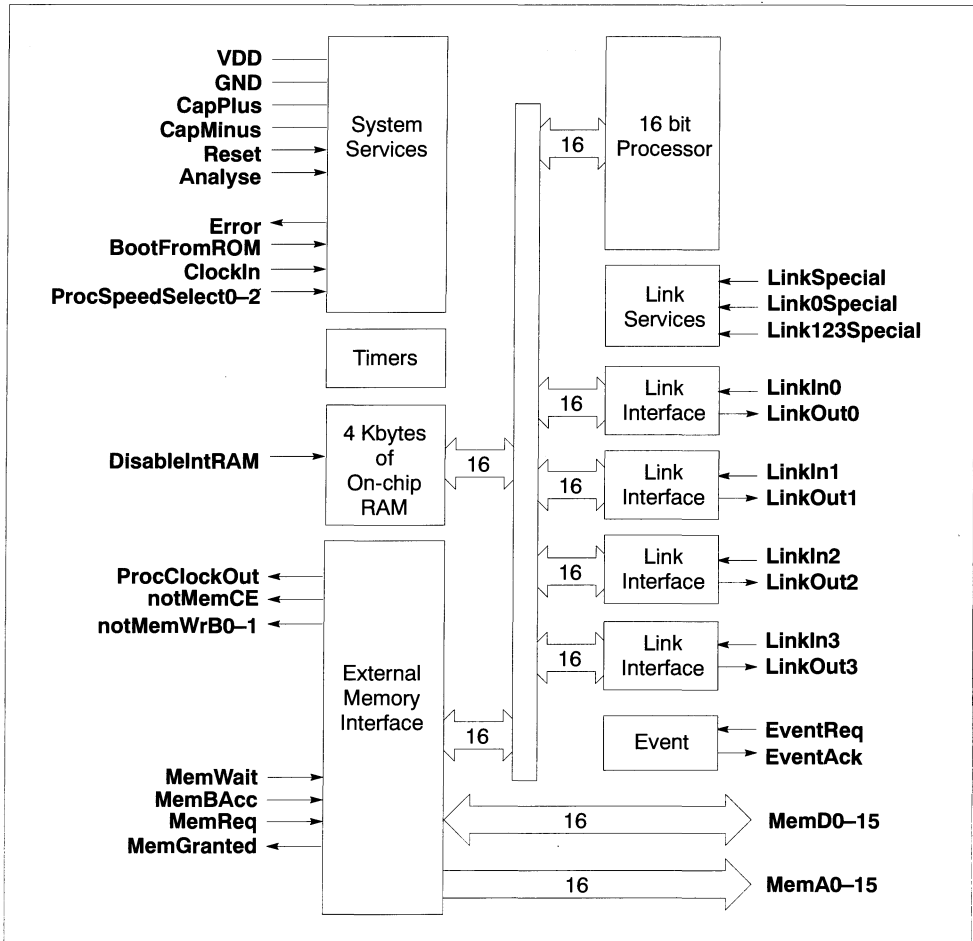 VDD
GND
CapPlus
CapMinus
Reset
Analyse
Error
BootFromROM
ClockIn
ProcSpeedSelect0–2
System
Services
Timers
DisableIntRAM
4 Kbytes
of
On-chip
RAM
16
ProcClockOut
notMemCE
notMemWrB0–1
MemWait
MemBAcc
MemReq
MemGranted
External
Memory
Interface
16
16
16 bit
Processor
Link
Services
LinkSpecial
Link0Special
Link123Special
16
Link
Interface
LinkIn0
LinkOut0
16
Link
Interface
LinkIn1
LinkOut1
16
Link
Interface
LinkIn2
LinkOut2
16
Link
Interface
LinkIn3
LinkOut3
Event
EventReq
EventAck
16
MemD0–15
16
MemA0–15